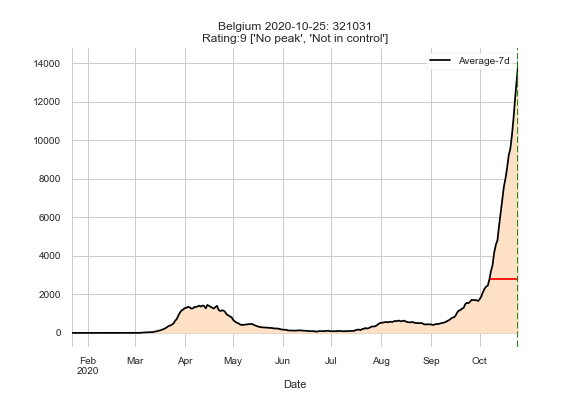 Belgium 2020-10-25: 321031
Rating:9 ['No peak', 'Not in control']
Average-7d
14000
12000
10000
8000
6000
4000
2000
0
Feb Mar Apr May Jun Jul Aug Sep Oct
2020
Date